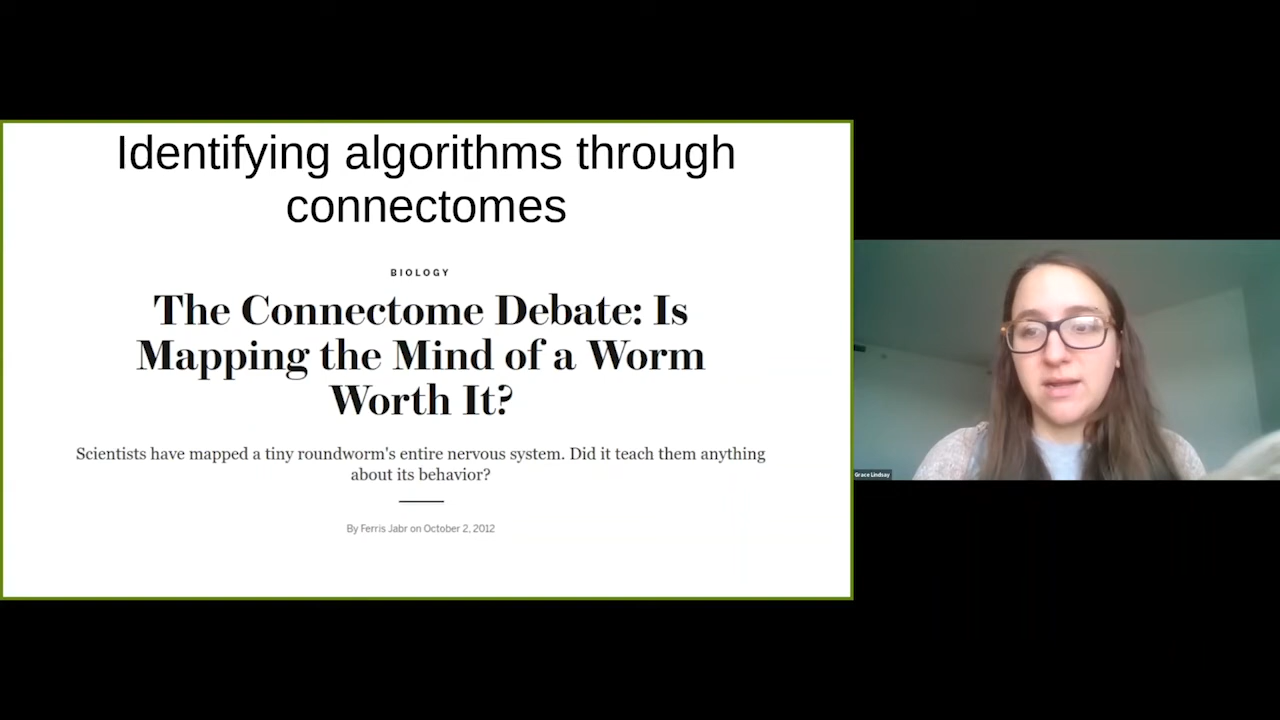 Identifying algorithms through
connectomes
BIOLOGY
The Connectome Debate: Is
Mapping the Mind of a Worm
Worth It?
Scientists have mapped a tiny roundworm's entire nervous system. Did it teach them anything
about its behavior?
By Ferris Jabr on October 2, 2012
Grace Lindsay